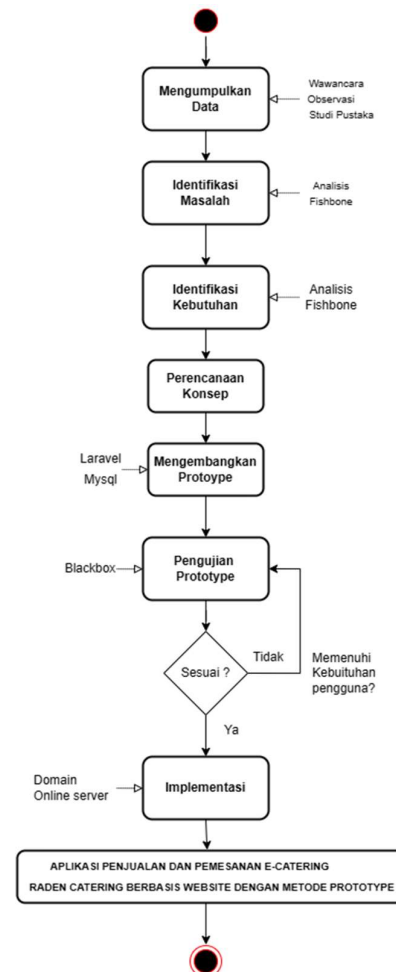 Mengumpulkan
Data
Wawancara
Observasi
Studi Pustaka
Identifikasi
Masalah
Analisis
Fishbone
Identifikasi
Kebutuhan
Analisis
Fishbone
Perencanaan
Konsep
Laravel
Mysql
Mengembangkan
Protoype
Blackbox
Pengujian
Prototype
Sesuai ?
Tidak
Memenuhi
Kebuituhan
pengguna?
Ya
Domain
Online server
Implementasi
APLIKASI PENJUALAN DAN PEMESANAN E-CATERING
RADEN CATERING BERBASIS WEBSITE DENGAN METODE PROTOTYPE